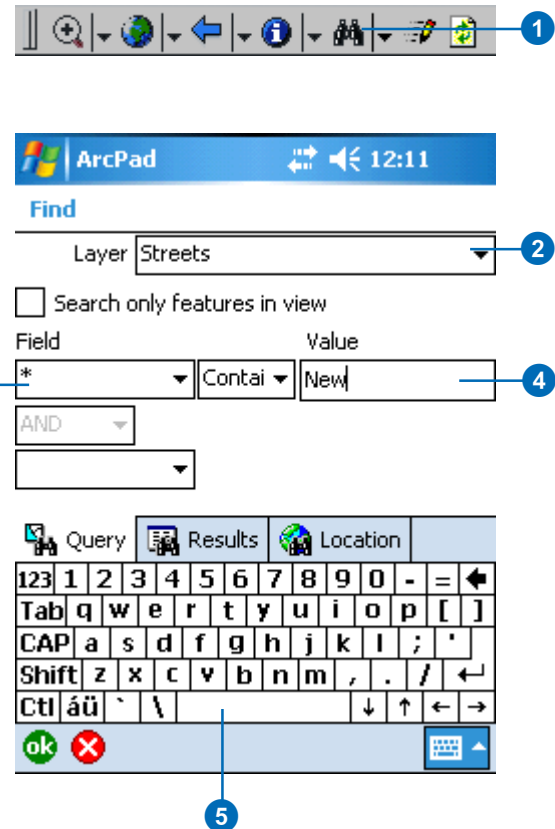 1
ArcPad 12:11
Find
Layer Streets
2
Search only features in view
Field Value
* Contai New
4
AND
Query Results Location
123 1 2 3 4 5 6 7 8 9 0 - =
Tab q w e r t y u i o p [ ]
CAP a s d f g h j k l ; '
Shift z x c v b n m , . /
Ctl áü ` \
ok
5